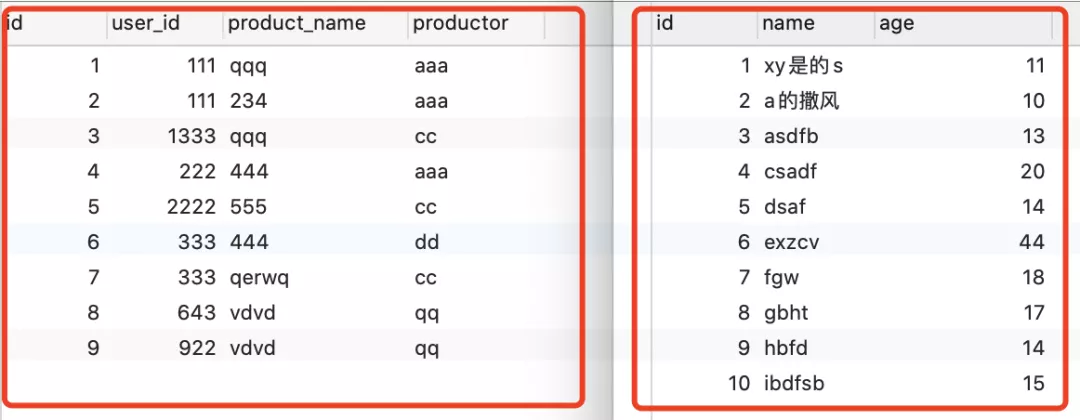 id user_id product_name productor
1 111 qqq aaa
2 111 234 aaa
3 1333 qqq cc
4 222 444 aaa
5 2222 555 cc
6 333 444 dd
7 333 qerwq cc
8 643 vdvd qq
9 922 vdvd qq
id name age
1 xy是的s 11
2 a的撒风 10
3 asdfb 13
4 csadf 20
5 dsaf 14
6 exzcv 44
7 fgw 18
8 gbht 17
9 hbfd 14
10 ibdfsb 15